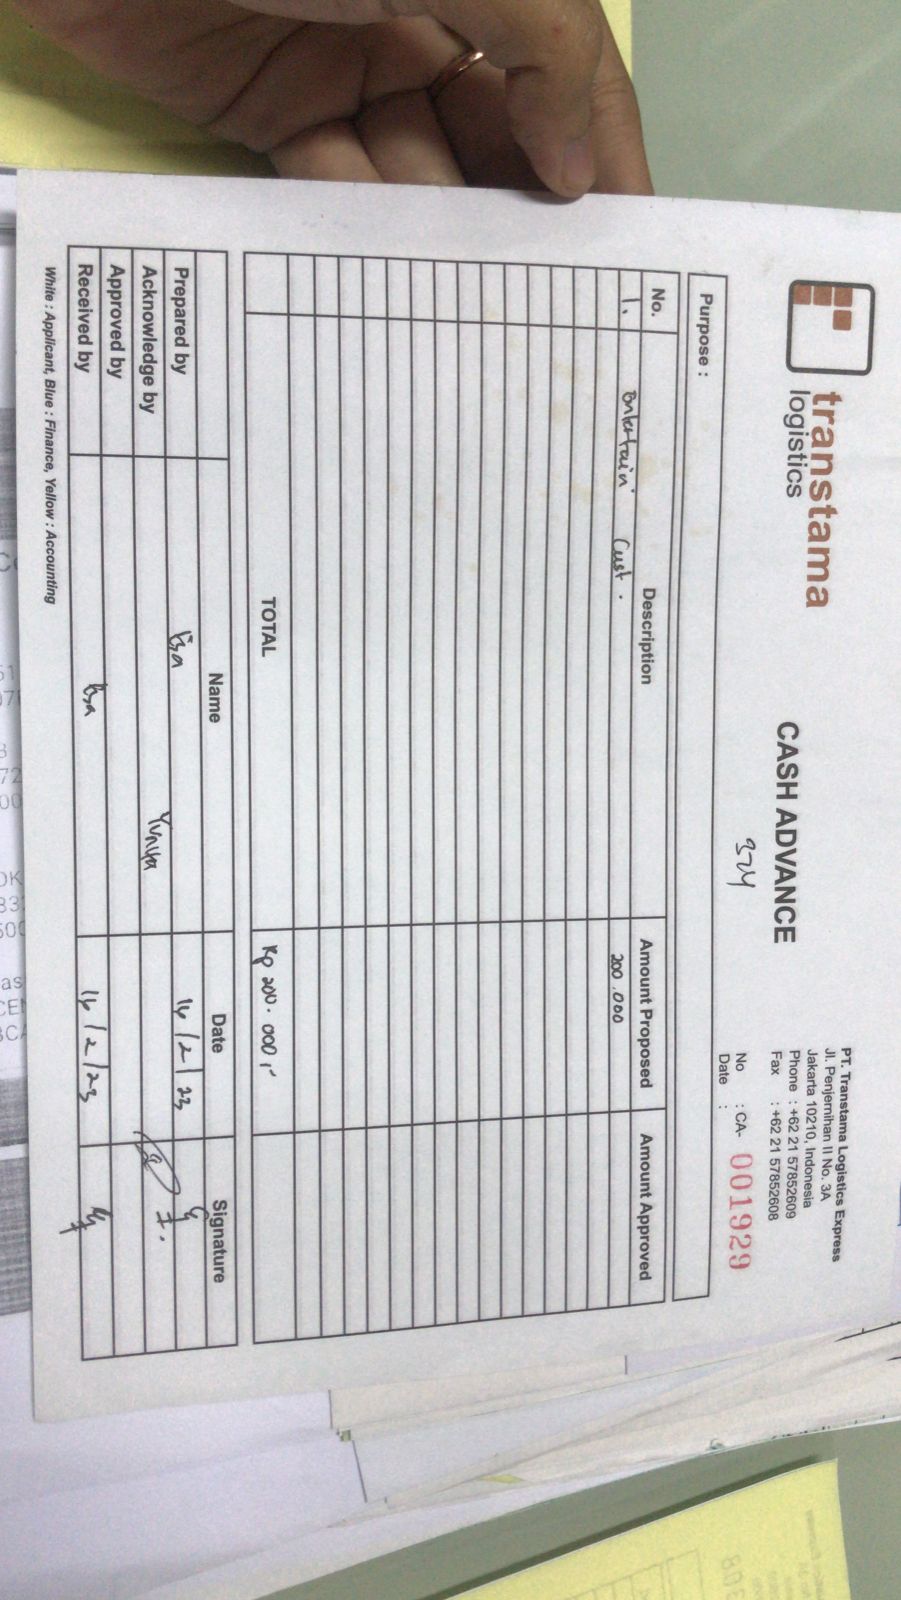 transtama
logistics
CASH ADVANCE
PT. Transtama Logistics Express
Jl. Penjernihan II No. 3A
Jakarta 10210, Indonesia
Phone : +62 21 57852609
Fax : +62 21 57852608
No : CA- 001929
Date :
Purpose :
No. Description Amount Proposed Amount Approved
1. Entertain Cust. 200.000
TOTAL Rp 200.000,-
Name Date Signature
Prepared by 14/2/23
Acknowledge by Yunita
Approved by
Received by 14/2/23
White : Applicant, Blue : Finance, Yellow : Accounting